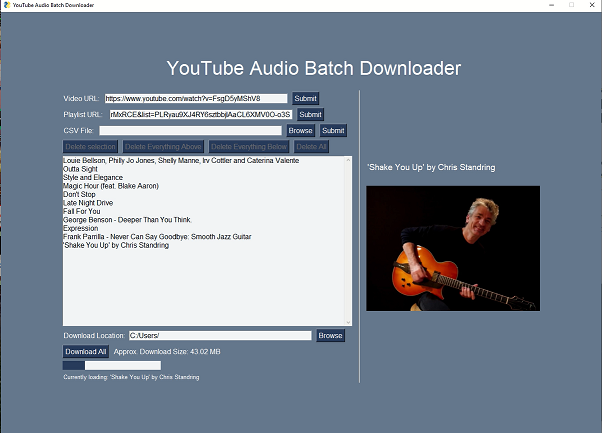 YouTube Audio Batch Downloader
YouTube Audio Batch Downloader
Video URL: https://www.youtube.com/watch?v=FsgD5yMShV8 Submit
Playlist URL: rMxRCE&list=PLRyau9XJ4RY6sztbbjlAaCL6XMV0O-o3S Submit
CSV File: Browse Submit
Delete selection Delete Everything Above Delete Everything Below Delete All
Louie Bellson, Philly Jo Jones, Shelly Manne, Irv Cottler and Caterina Valente
Outta Sight
Style and Elegance
Magic Hour (feat. Blake Aaron)
Don't Stop
Late Night Drive
Fall For You
George Benson - Deeper Than You Think.
Expression
Frank Parrilla - Never Can Say Goodbye: Smooth Jazz Guitar
'Shake You Up' by Chris Standring
'Shake You Up' by Chris Standring
Download Location: C:/Users/ Browse
Download All Approx. Download Size: 43.02 MB
Currently loading: 'Shake You Up' by Chris Standring